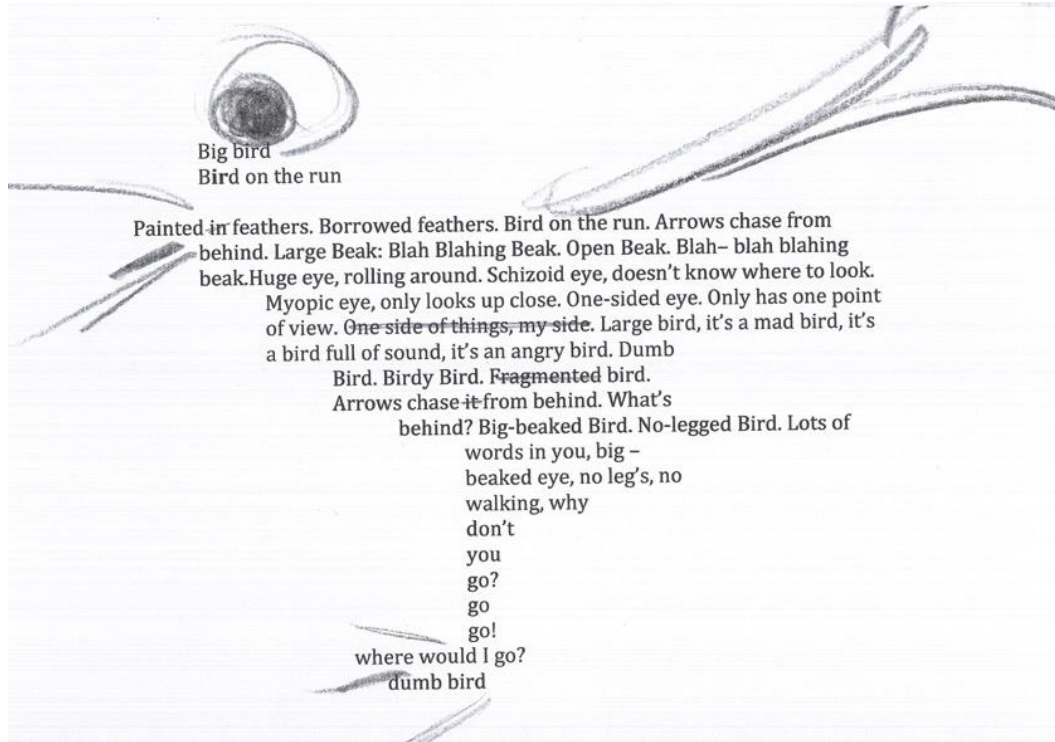 Big bird
Bird on the run
Painted in feathers. Borrowed feathers. Bird on the run. Arrows chase from
behind. Large Beak: Blah Blahing Beak. Open Beak. Blah– blah blahing
beak.Huge eye, rolling around. Schizoid eye, doesn't know where to look.
Myopic eye, only looks up close. One-sided eye. Only has one point
of view. One side of things, my side. Large bird, it's a mad bird, it's
a bird full of sound, it's an angry bird. Dumb
Bird. Birdy Bird. Fragmented bird.
Arrows chase it from behind. What's
behind? Big-beaked Bird. No-legged Bird. Lots of
words in you, big –
beaked eye, no leg's, no
walking, why
don't
you
go?
go
go!
where would I go?
dumb bird